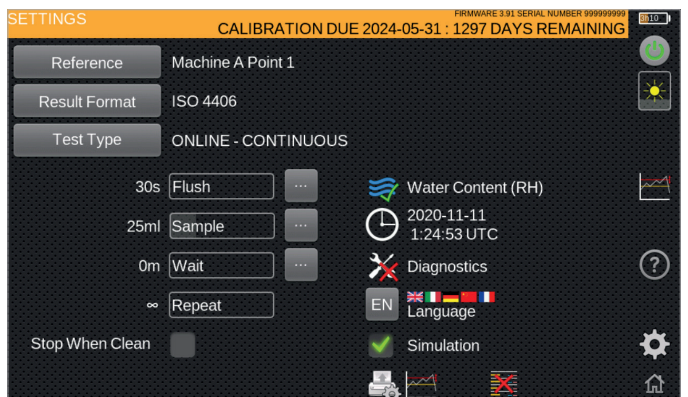 SETTINGS
FIRMWARE 3.91 SERIAL NUMBER 999999999
CALIBRATION DUE 2024-05-31 : 1297 DAYS REMAINING
3h10
Reference
Machine A Point 1
Result Format
ISO 4406
Test Type
ONLINE - CONTINUOUS
30s
Flush
...
25ml
Sample
...
0m
Wait
...
∞
Repeat
Stop When Clean
Water Content (RH)
2020-11-11
1:24:53 UTC
Diagnostics
EN
Language
Simulation
?